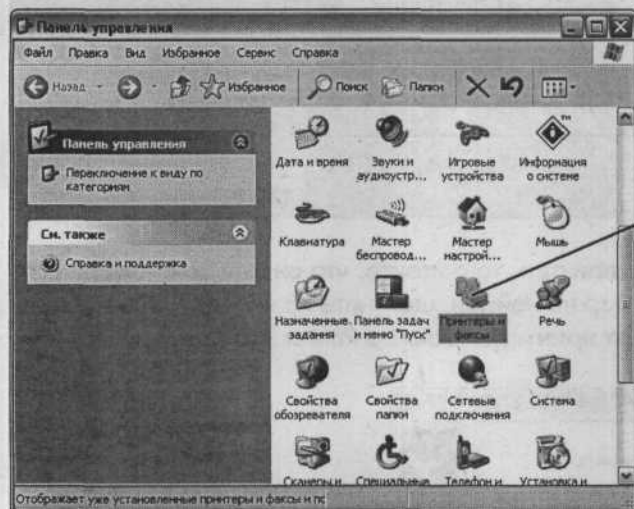 Панель управления
Файл Правка Вид Избранное Сервис Справка
Назад Избранное Поиск Папки
Панель управления
Переключение к виду по
категориям
См. также
Справка и поддержка
Дата и время
Звуки и
аудиоустр...
Игровые
устройства
Информация
о системе
TM
Клавиатура
Мастер
беспровод...
Мастер
настрой...
Мышь
Назначенные
задания
Панель задач
и меню "Пуск"
Принтеры и
факсы
Речь
Свойства
обозревателя
Свойства
папки
Сетевые
подключения
Система
Сканеры и
Специальные
Телефон и
Установка и
Отображает уже установленные принтеры и факсы и по